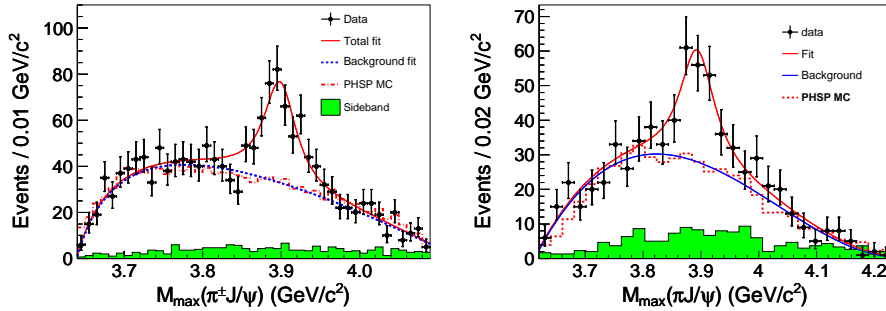 Events / 0.01 GeV/c²
100
80
60
40
20
0
3.7
3.8
3.9
4.0
M_max(π±J/ψ) (GeV/c²)
Data
Total fit
Background fit
PHSP MC
Sideband
Events / 0.02 GeV/c²
70
60
50
40
30
20
10
0
3.7
3.8
3.9
4
4.1
4.2
M_max(πJ/ψ) (GeV/c²)
data
Fit
Background
PHSP MC